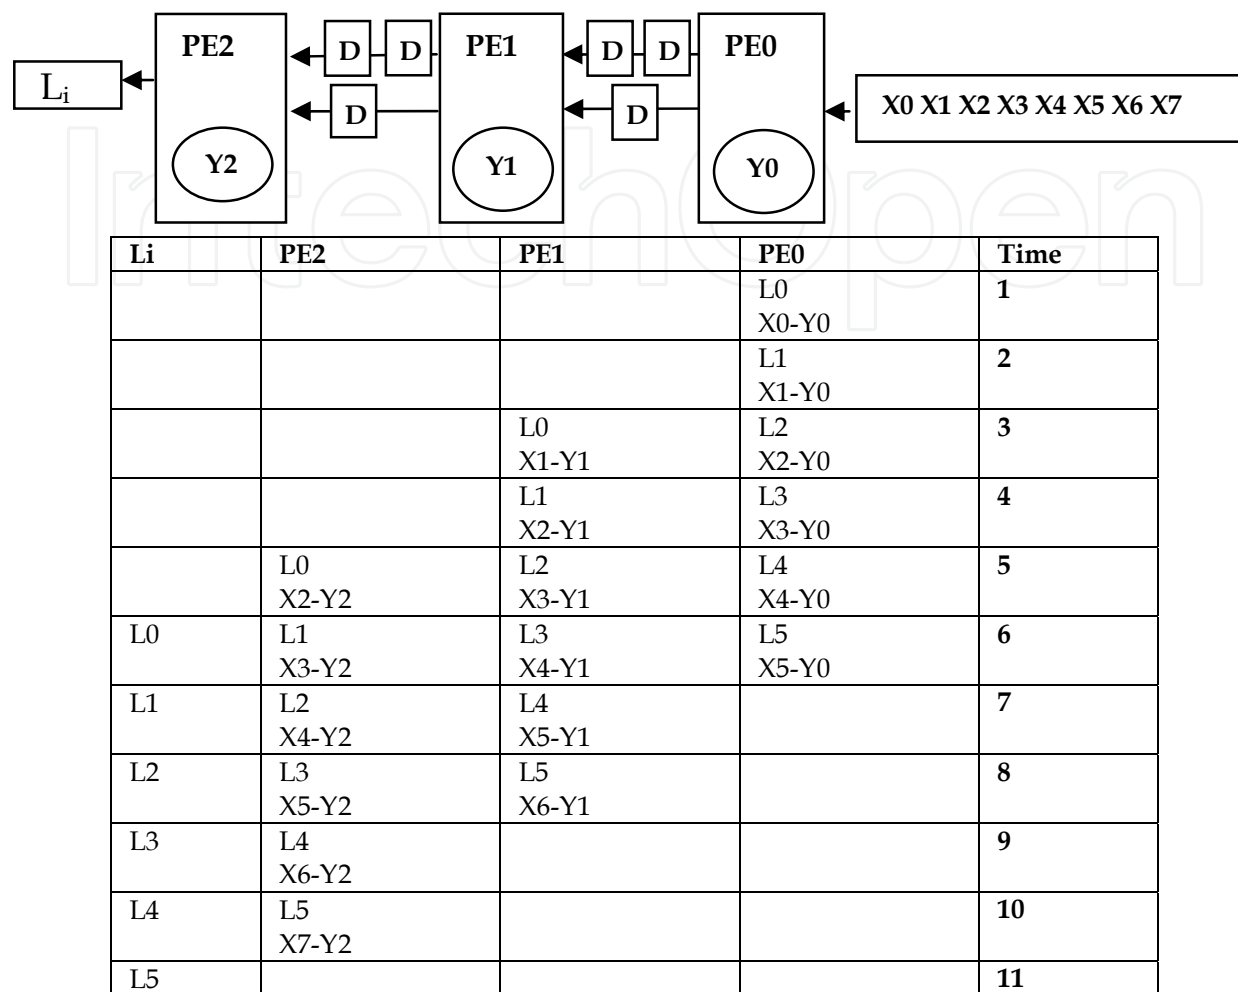 PE2 D D PE1 D D PE0
Li D D X0 X1 X2 X3 X4 X5 X6 X7
Y2 Y1 Y0
IntechOpen
Li PE2 PE1 PE0 Time
L0 1
X0-Y0
L1 2
X1-Y0
L0 L2 3
X1-Y1 X2-Y0
L1 L3 4
X2-Y1 X3-Y0
L0 L2 L4 5
X2-Y2 X3-Y1 X4-Y0
L0 L1 L3 L5 6
X3-Y2 X4-Y1 X5-Y0
L1 L2 L4 7
X4-Y2 X5-Y1
L2 L3 L5 8
X5-Y2 X6-Y1
L3 L4 9
X6-Y2
L4 L5 10
X7-Y2
L5 11